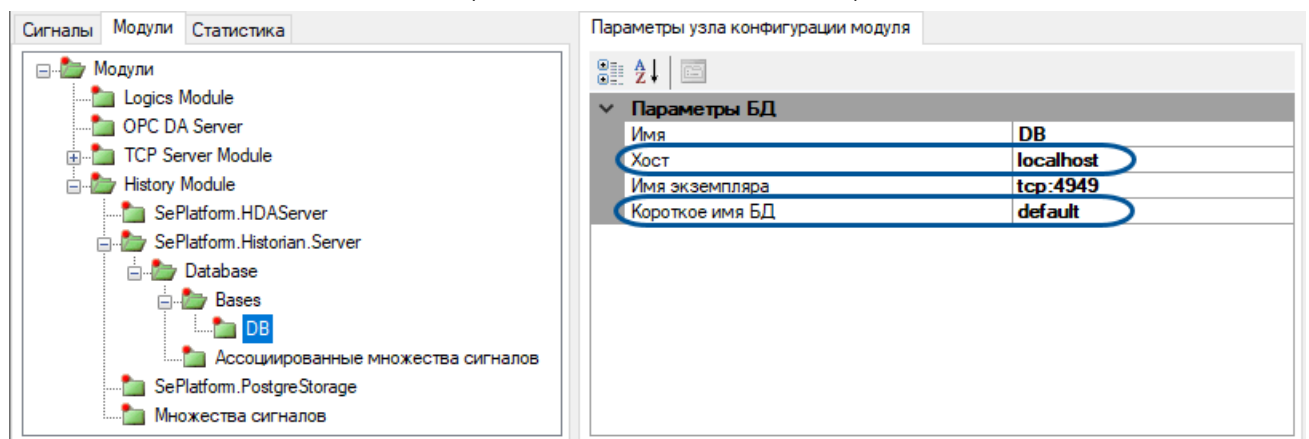 Сигналы Модули Статистика
Модули
Logics Module
OPC DA Server
TCP Server Module
History Module
SePlatform.HDAServer
SePlatform.Historian.Server
Database
Bases
DB
Ассоциированные множества сигналов
SePlatform.PostgreStorage
Множества сигналов
Параметры узла конфигурации модуля
Параметры БД
Имя DB
Хост localhost
Имя экземпляра tcp:4949
Короткое имя БД default